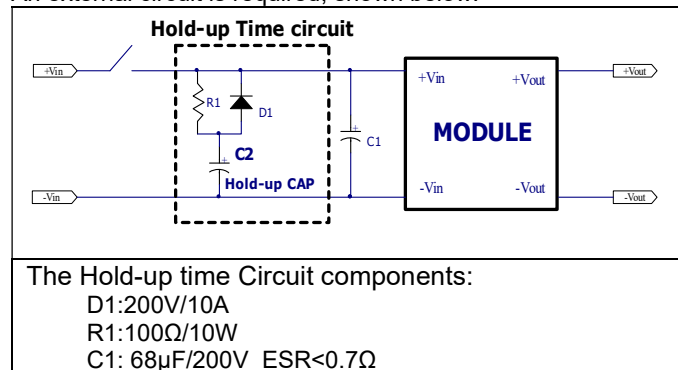 Hold-up Time circuit
+Vin
R1
D1
C2
+
Hold-up CAP
+
C1
+Vin
+Vout
MODULE
-Vin
-Vout
+Vout
-Vin
-Vout
The Hold-up time Circuit components:
D1:200V/10A
R1:100Ω/10W
C1: 68μF/200V ESR<0.7Ω